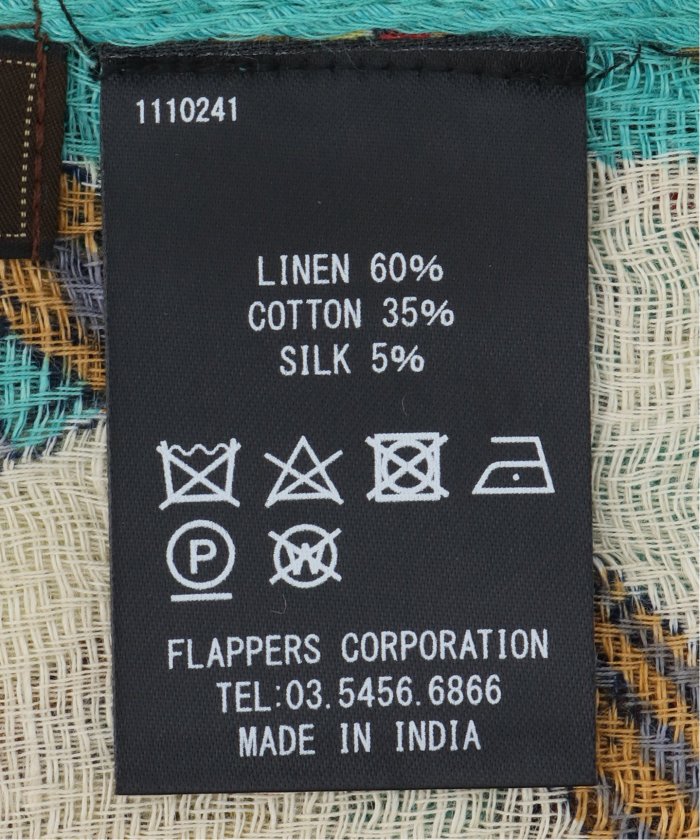 1110241
LINEN 60%
COTTON 35%
SILK 5%
P W
FLAPPERS CORPORATION
TEL:03.5456.6866
MADE IN INDIA